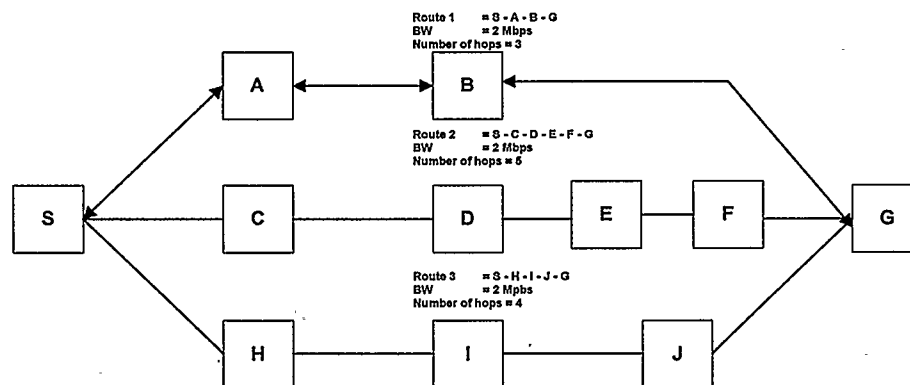 Route 1 = S - A - B - G
BW = 2 Mbps
Number of hops = 3
A
B
Route 2 = S - C - D - E - F - G
BW = 2 Mbps
Number of hops = 5
S
C
D
E
F
G
Route 3 = S - H - I - J - G
BW = 2 Mpbs
Number of hops = 4
H
I
J